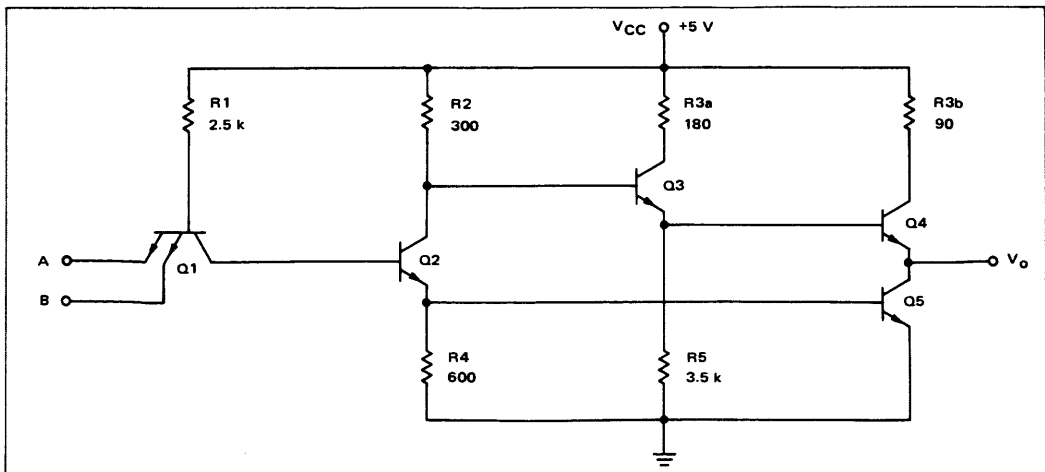 VCC +5 V
R1
2.5 k
R2
300
R3a
180
R3b
90
Q3
Q4
A
B
Q1
Q2
Vo
Q5
R4
600
R5
3.5 k